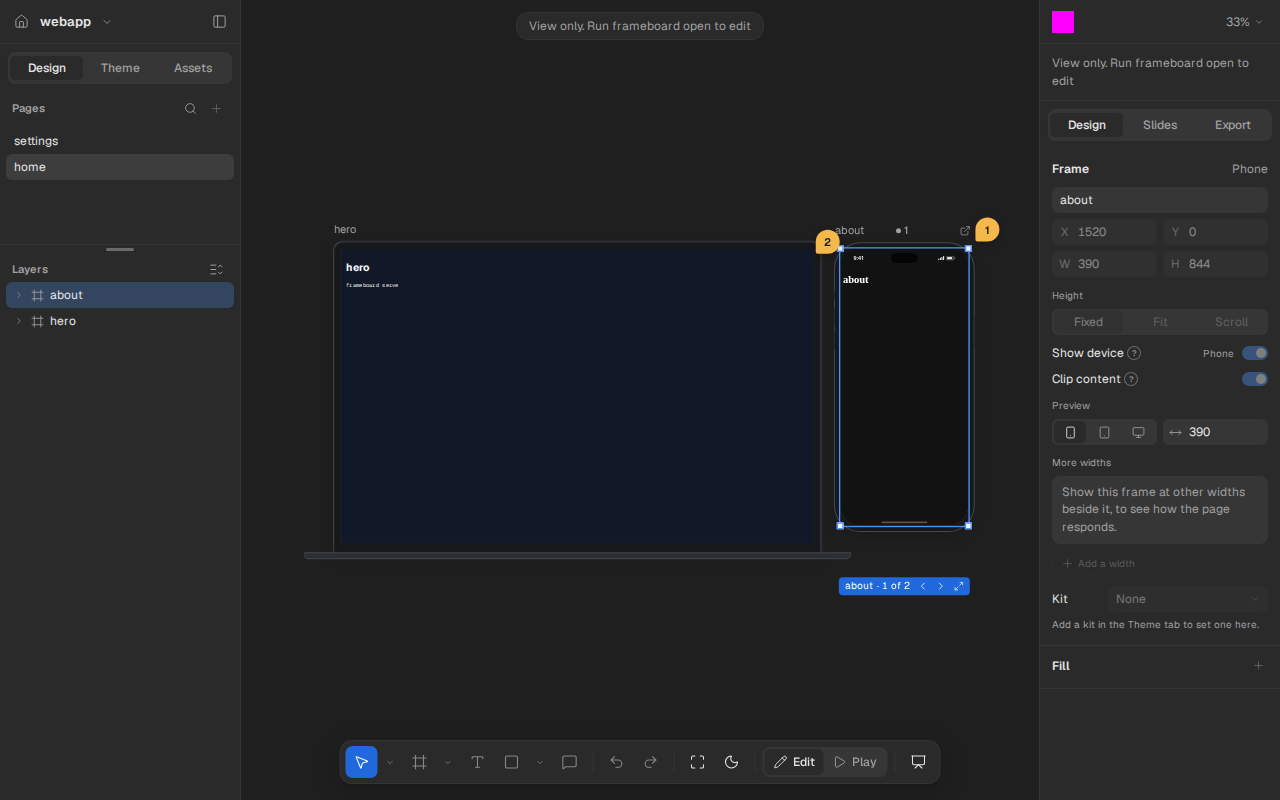 webapp
Design
Theme
Assets
Pages
settings
home
Layers
about
hero
View only. Run frameboard open to edit
hero
hero
frameboard serve
2
about
1
1
9:41
about
about · 1 of 2
Edit
Play
33%
View only. Run frameboard open to
edit
Design
Slides
Export
Frame
Phone
about
X 1520
Y 0
W 390
H 844
Height
Fixed
Fit
Scroll
Show device ?
Phone
Clip content ?
Preview
390
More widths
Show this frame at other widths
beside it, to see how the page
responds.
Add a width
Kit
None
Add a kit in the Theme tab to set one here.
Fill